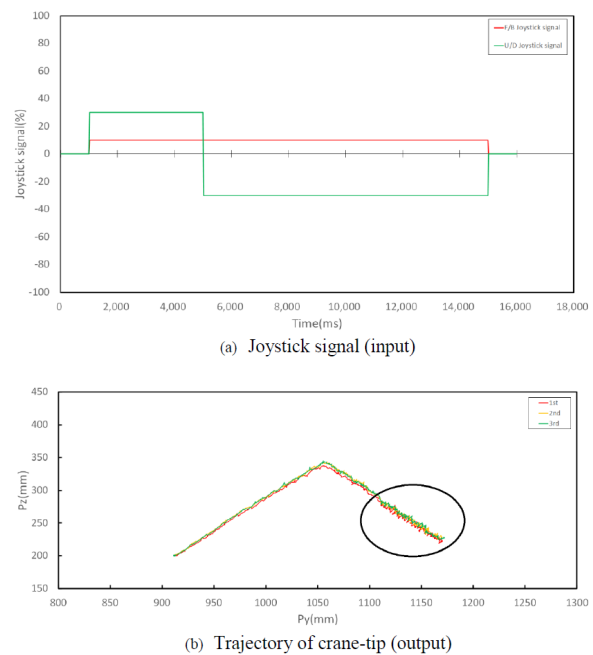 100
80
60
40
20
0
-20
-40
-60
-80
-100
Joystick signal(%)
F/B Joystick signal
U/D Joystick signal
0 2,000 4,000 6,000 8,000 10,000 12,000 14,000 16,000 18,000
Time(ms)
(a) Joystick signal (input)
450
400
350
300
250
200
150
Pz(mm)
1st
2nd
3rd
800 850 900 950 1000 1050 1100 1150 1200 1250 1300
Py(mm)
(b) Trajectory of crane-tip (output)